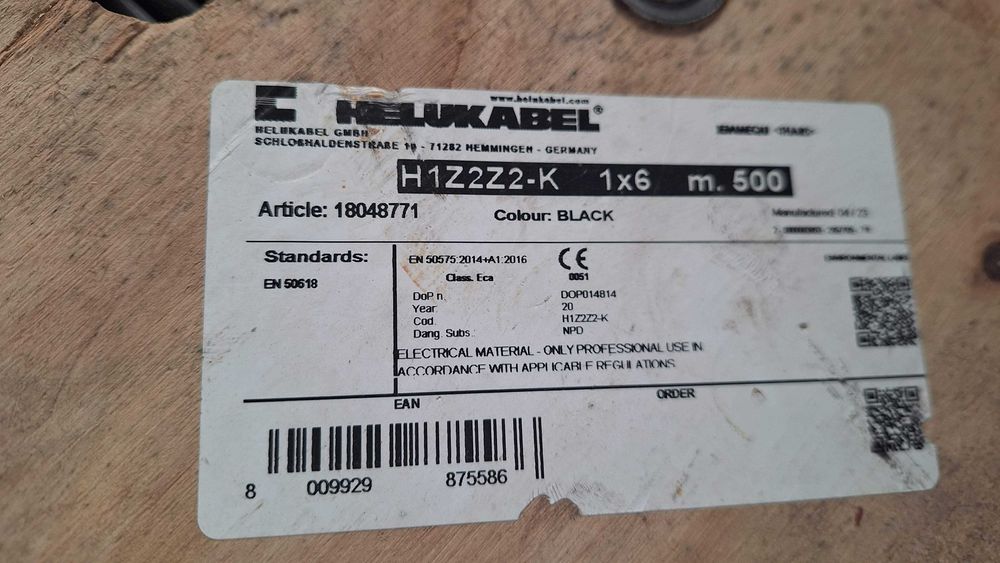 www.helukabel.com
HELUKABEL®
HELUKABEL GMBH
SCHLOßHALDENSTRAßE 10 - 71282 HEMMINGEN - GERMANY
H1Z2Z2-K 1x6 m. 500
Article: 18048771 Colour: BLACK
Manufactured
Standards:
EN 50618
EN 50575:2014+A1:2016
Class. Eca
CE
0051
DoP n. DOP014814
Year 20
Cod. H1Z2Z2-K
Dang. Subs.: NPD
ELECTRICAL MATERIAL - ONLY PROFESSIONAL USE IN
ACCORDANCE WITH APPLICABLE REGULATIONS
EAN ORDER
8 009929 875586